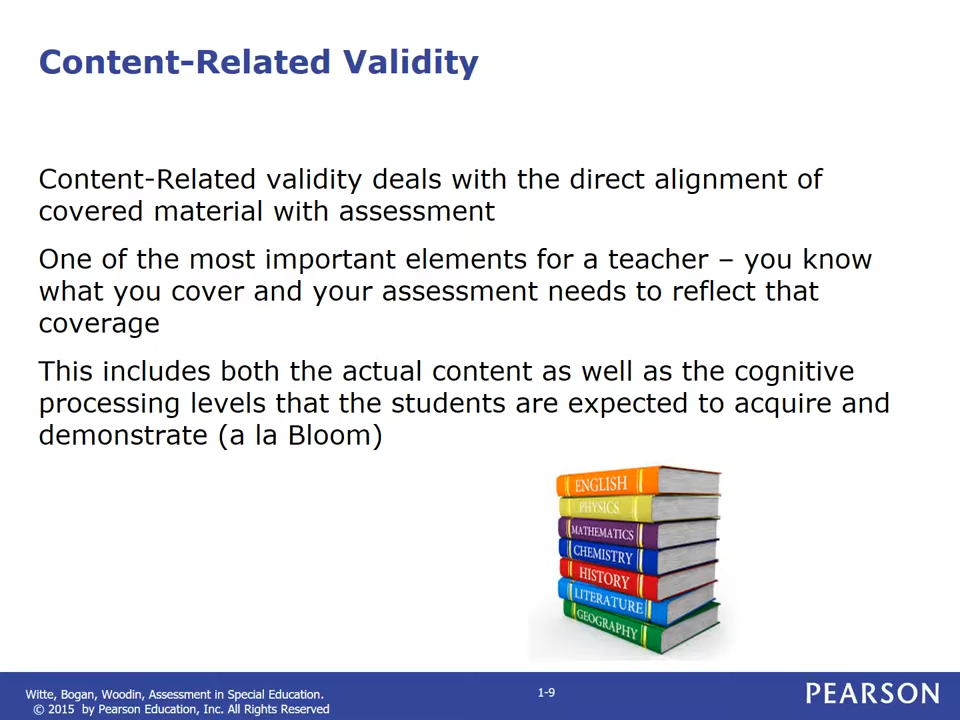 Content-Related Validity
Content-Related validity deals with the direct alignment of
covered material with assessment
One of the most important elements for a teacher – you know
what you cover and your assessment needs to reflect that
coverage
This includes both the actual content as well as the cognitive
processing levels that the students are expected to acquire and
demonstrate (a la Bloom)
ENGLISH
PHYSICS
MATHEMATICS
CHEMISTRY
HISTORY
LITERATURE
GEOGRAPHY
Witte, Bogan, Woodin, Assessment in Special Education.
© 2015 by Pearson Education, Inc. All Rights Reserved
1-9
PEARSON